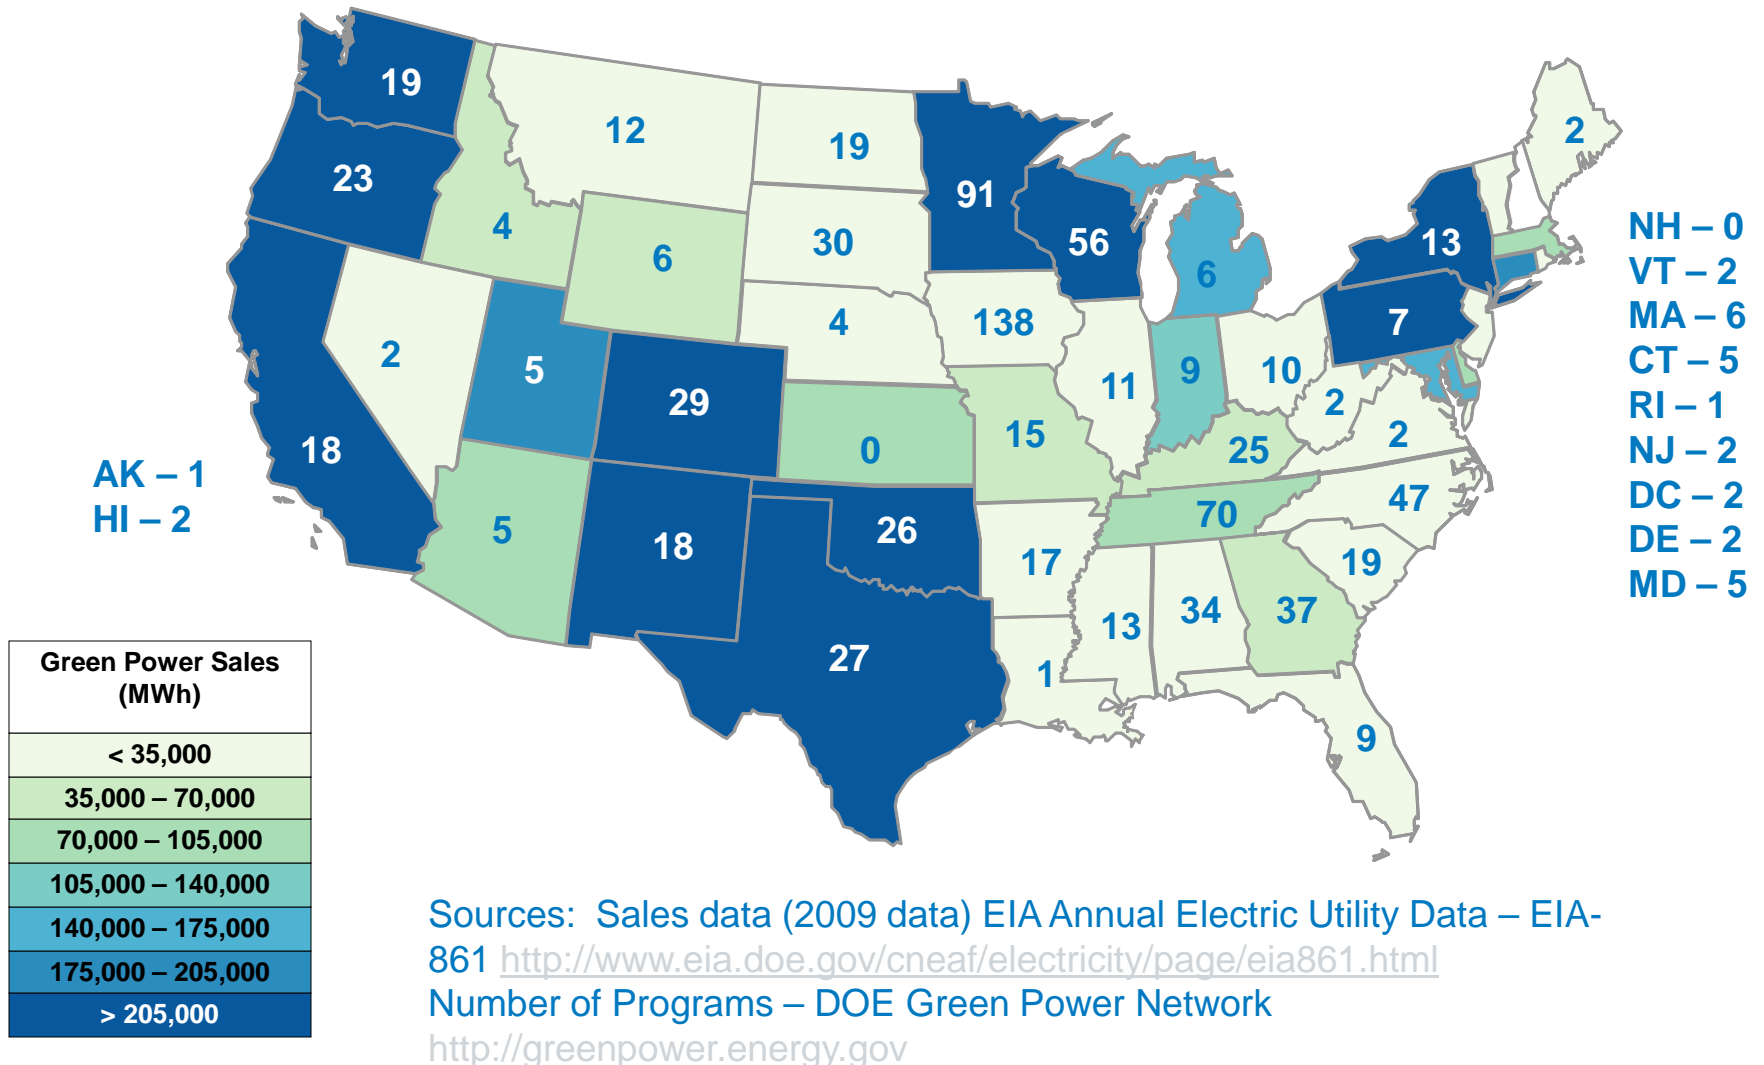 19
12
19
2
23
91
4
30
56
13
6
6
4
138
7
2
5
9
10
11
29
2
15
2
0
25
18
47
5
70
26
18
17
19
34
37
13
27
1
9
NH – 0
VT – 2
MA – 6
CT – 5
RI – 1
NJ – 2
DC – 2
DE – 2
MD – 5
AK – 1
HI – 2
Green Power Sales
(MWh)
< 35,000
35,000 – 70,000
70,000 – 105,000
105,000 – 140,000
140,000 – 175,000
175,000 – 205,000
> 205,000
Sources:  Sales data (2009 data) EIA Annual Electric Utility Data – EIA-
861 http://www.eia.doe.gov/cneaf/electricity/page/eia861.html
Number of Programs – DOE Green Power Network
http://greenpower.energy.gov